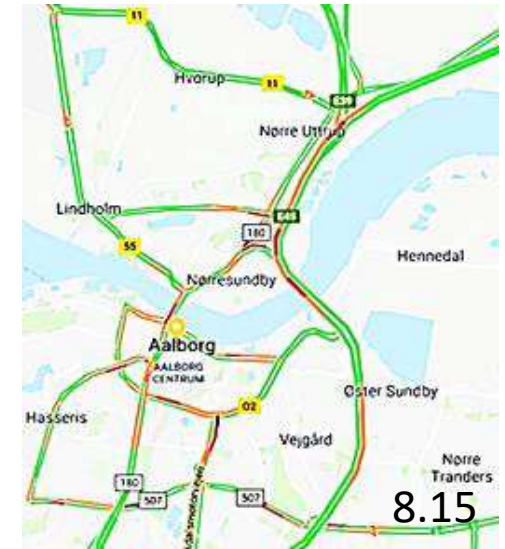 11
Hvorup
11
E39
Nørre Uttrup
Lindholm
E45
180
55
Hennedal
Nørresundby
Aalborg
AALBORG
CENTRUM
Øster Sundby
02
Hasseris
Vejgård
Nørre
Tranders
180
507
507
8.15